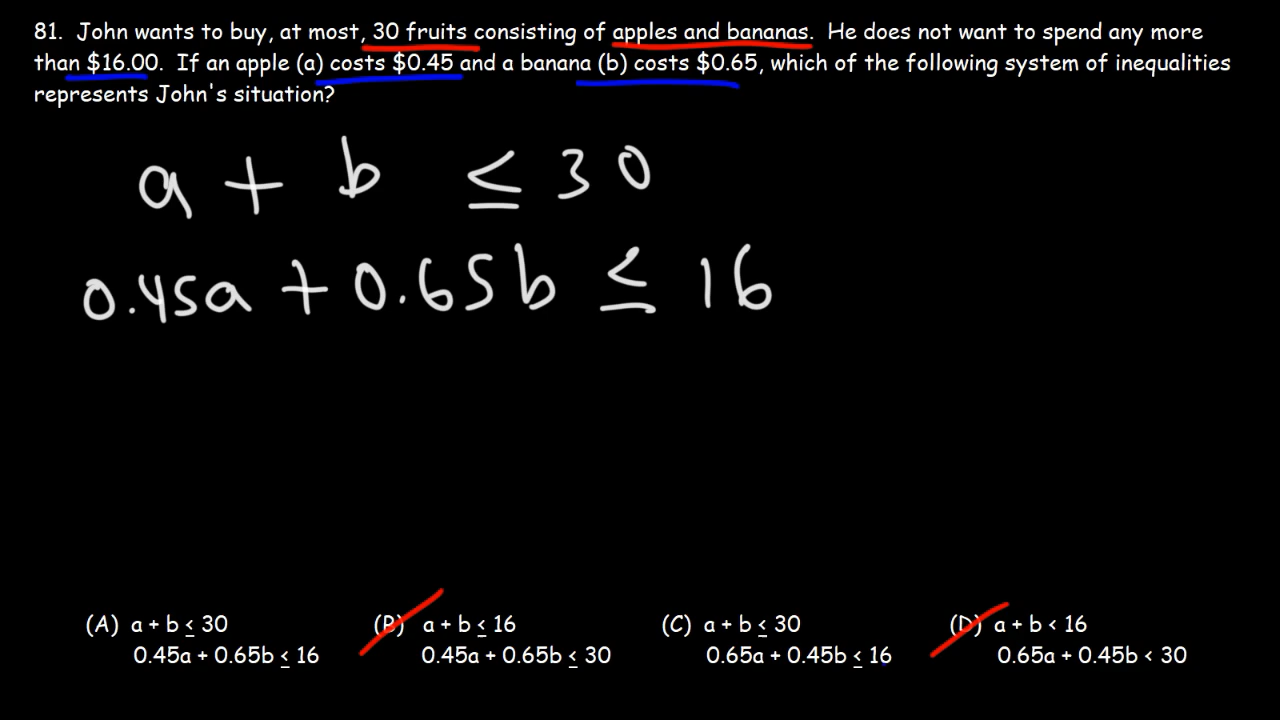 81. John wants to buy, at most, 30 fruits consisting of apples and bananas. He does not want to spend any more
than $16.00. If an apple (a) costs $0.45 and a banana (b) costs $0.65, which of the following system of inequalities
represents John's situation?
a + b ≤ 30
0.45a + 0.65b ≤ 16
(A) a + b ≤ 30 (B) a + b ≤ 16 (C) a + b ≤ 30 (D) a + b < 16
0.45a + 0.65b ≤ 16 0.45a + 0.65b ≤ 30 0.65a + 0.45b ≤ 16 0.65a + 0.45b < 30